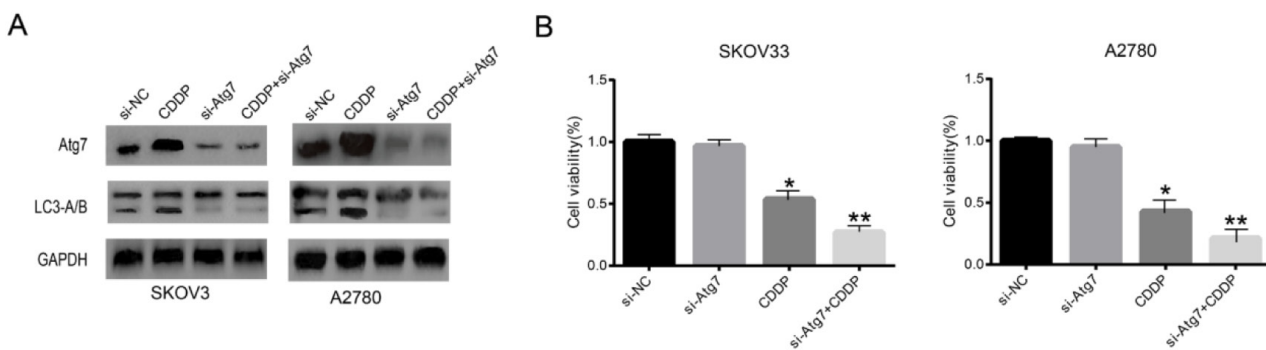 A
si-NC
CDDP
si-Atg7
CDDP+si-Atg7
si-NC
CDDP
si-Atg7
CDDP+si-Atg7
Atg7
LC3-A/B
GAPDH
SKOV3
A2780
B
SKOV33
Cell viability(%)
1.5
1.0
0.5
0.0
*
**
si-NC
si-Atg7
CDDP
si-Atg7+CDDP
A2780
Cell viability(%)
1.5
1.0
0.5
0.0
*
**
si-NC
si-Atg7
CDDP
si-Atg7+CDDP